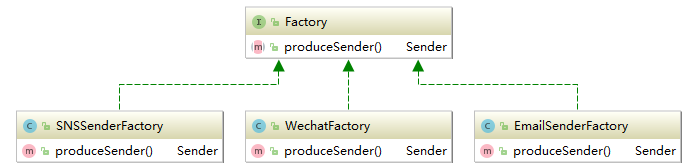 I Factory
m produceSender() Sender
C SNSSenderFactory
m produceSender() Sender
C WechatFactory
m produceSender() Sender
C EmailSenderFactory
m produceSender() Sender